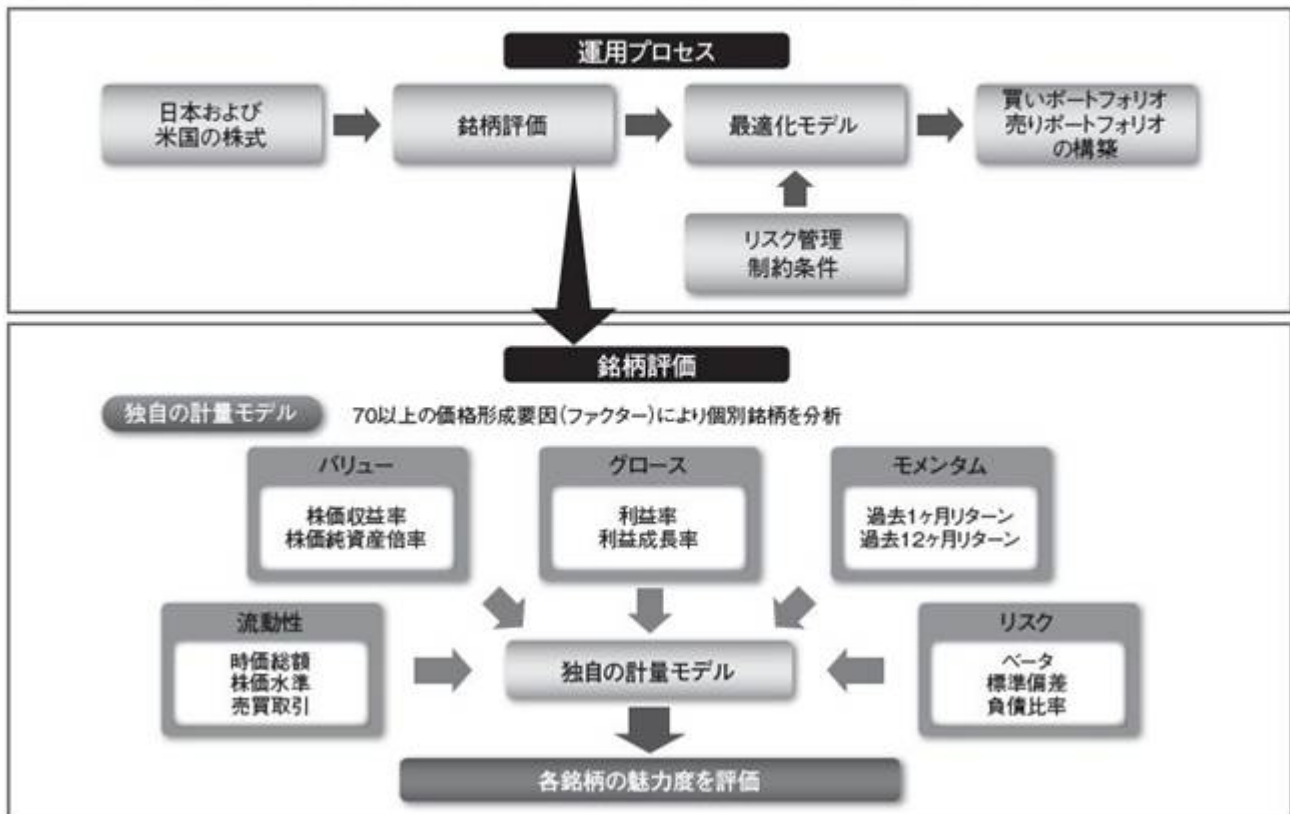 運用プロセス
日本および
米国の株式
銘柄評価
最適化モデル
買いポートフォリオ
売りポートフォリオ
の構築
リスク管理
制約条件
銘柄評価
独自の計量モデル
70以上の価格形成要因(ファクター)により個別銘柄を分析
バリュー
株価収益率
株価純資産倍率
グロース
利益率
利益成長率
モメンタム
過去1ヶ月リターン
過去12ヶ月リターン
流動性
時価総額
株価水準
売買取引
独自の計量モデル
リスク
ベータ
標準偏差
負債比率
各銘柄の魅力度を評価